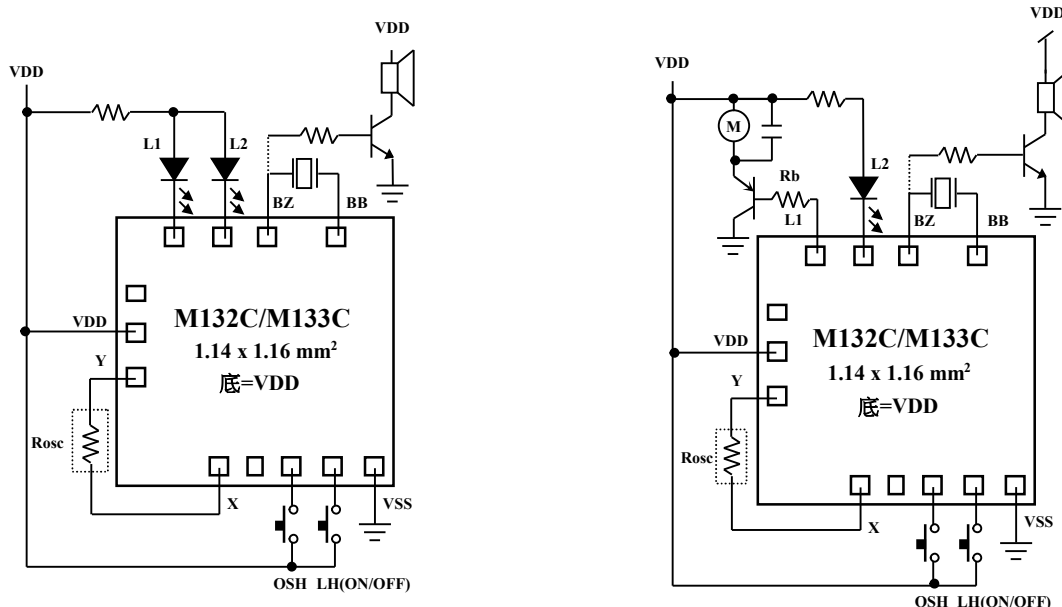 VDD
VDD
L1
L2
BZ
BB
VDD
M132C/M133C
1.14 x 1.16 mm²
底=VDD
Y
Rosc
X
VSS
OSH LH(ON/OFF)
VDD
VDD
M
Rb
L1
L2
BZ
BB
VDD
M132C/M133C
1.14 x 1.16 mm²
底=VDD
Y
Rosc
X
VSS
OSH LH(ON/OFF)